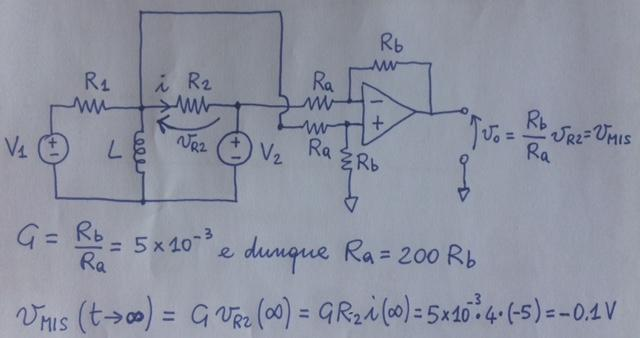 Rb
R1
i
R2
Ra
−
+
Ra
Rb
V1
+
−
L
vR2
+
−
V2
vo = Rb/Ra vR2 = vMIS
G = Rb/Ra = 5×10⁻³ e dunque Ra = 200 Rb
vMIS (t→∞) = G vR2(∞) = GR2 i(∞) = 5×10⁻³·4·(-5) = -0.1 V